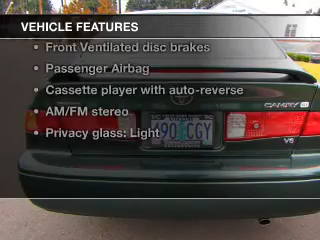 VEHICLE FEATURES
• Front Ventilated disc brakes
• Passenger Airbag
• Cassette player with auto-reverse
• AM/FM stereo
• Privacy glass: Light
CAMRY
CGY
V6